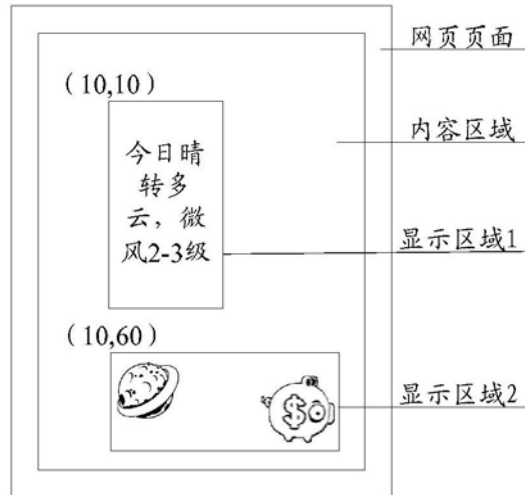 网页页面
(10,10)
内容区域
今日晴
转多
云，微
风2-3级
显示区域1
(10,60)
$
显示区域2